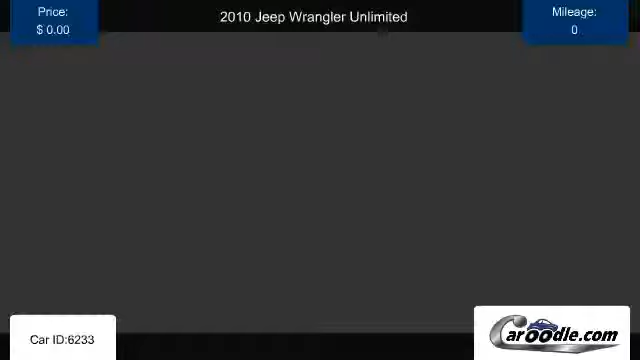 Price:
$ 0.00
2010 Jeep Wrangler Unlimited
Mileage:
0
Car ID:6233
Caroodle.com